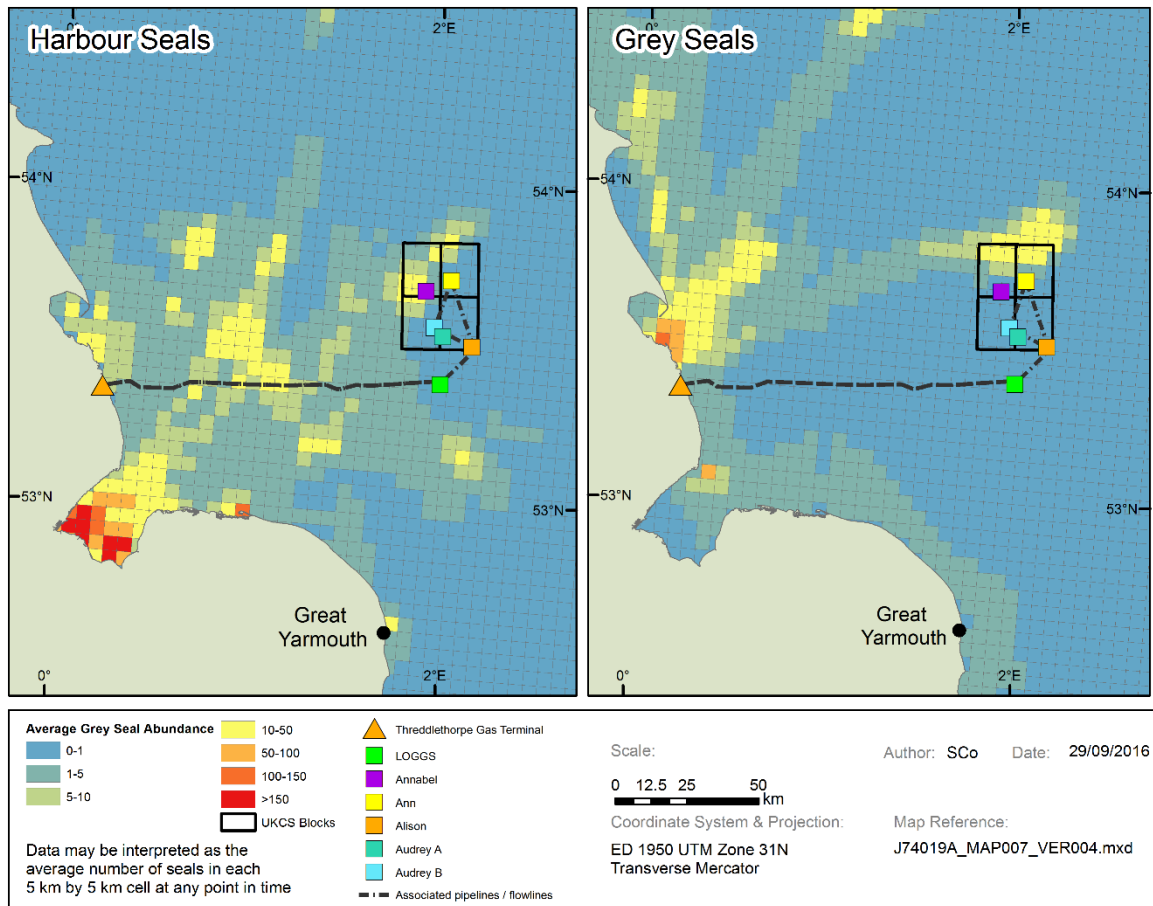 Harbour Seals
0°
2°E
54°N
54°N
53°N
53°N
Great
Yarmouth
0°
2°E
Grey Seals
0°
2°E
54°N
54°N
53°N
53°N
Great
Yarmouth
0°
2°E
Average Grey Seal Abundance
0-1
1-5
5-10
10-50
50-100
100-150
>150
UKCS Blocks
Data may be interpreted as the
average number of seals in each
5 km by 5 km cell at any point in time
Threddlethorpe Gas Terminal
LOGGS
Annabel
Ann
Alison
Audrey A
Audrey B
Associated pipelines / flowlines
Scale:
0 12.5 25 50
km
Coordinate System & Projection:
ED 1950 UTM Zone 31N
Transverse Mercator
Author: SCo Date: 29/09/2016
Map Reference:
J74019A_MAP007_VER004.mxd